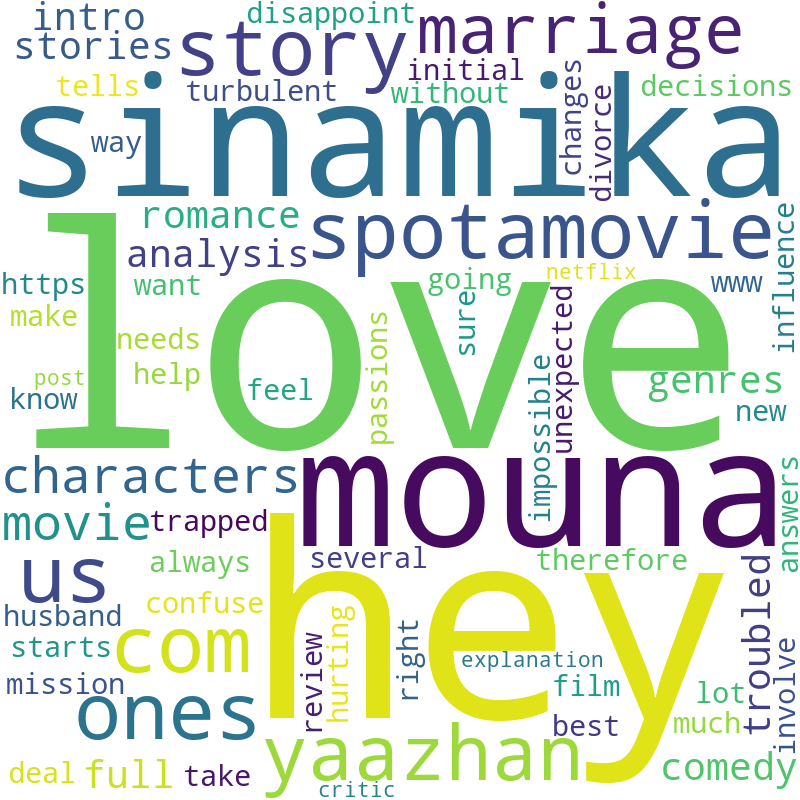 intro
disappoint
stories
story
marriage
tells
turbulent
initial
without
changes
decisions
way
divorce
sinamika
romance
spotamovie
analysis
love
https
want
going
netflix
www
influence
make
sure
needs
help
passions
unexpected
impossible
genres
know
post
feel
new
characters
mouna
answers
movie
trapped
us
always
several
therefore
troubled
hey
husband
confuse
com
starts
hurting
review
right
explanation
mission
film
involve
ones
lot
best
much
yaazhan
comedy
deal
full
take
critic